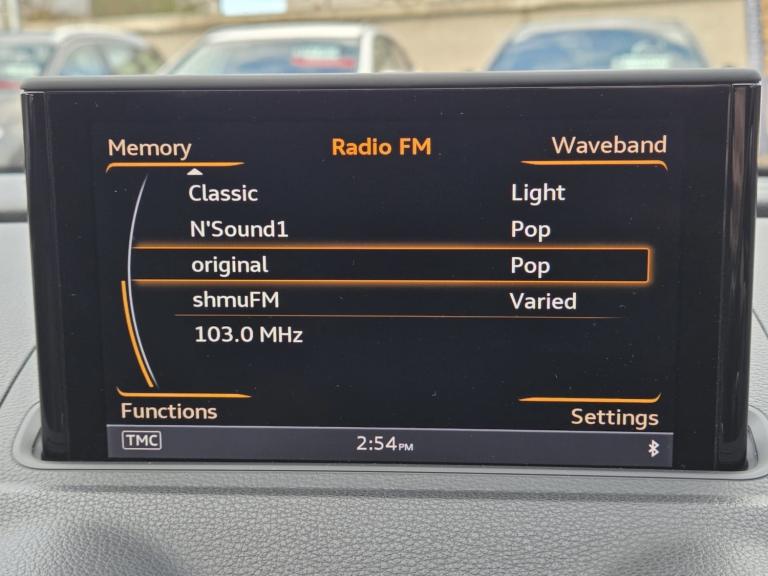 Memory Radio FM Waveband
Classic Light
N'Sound1 Pop
original Pop
shmuFM Varied
103.0 MHz
Functions Settings
TMC 2:54PM